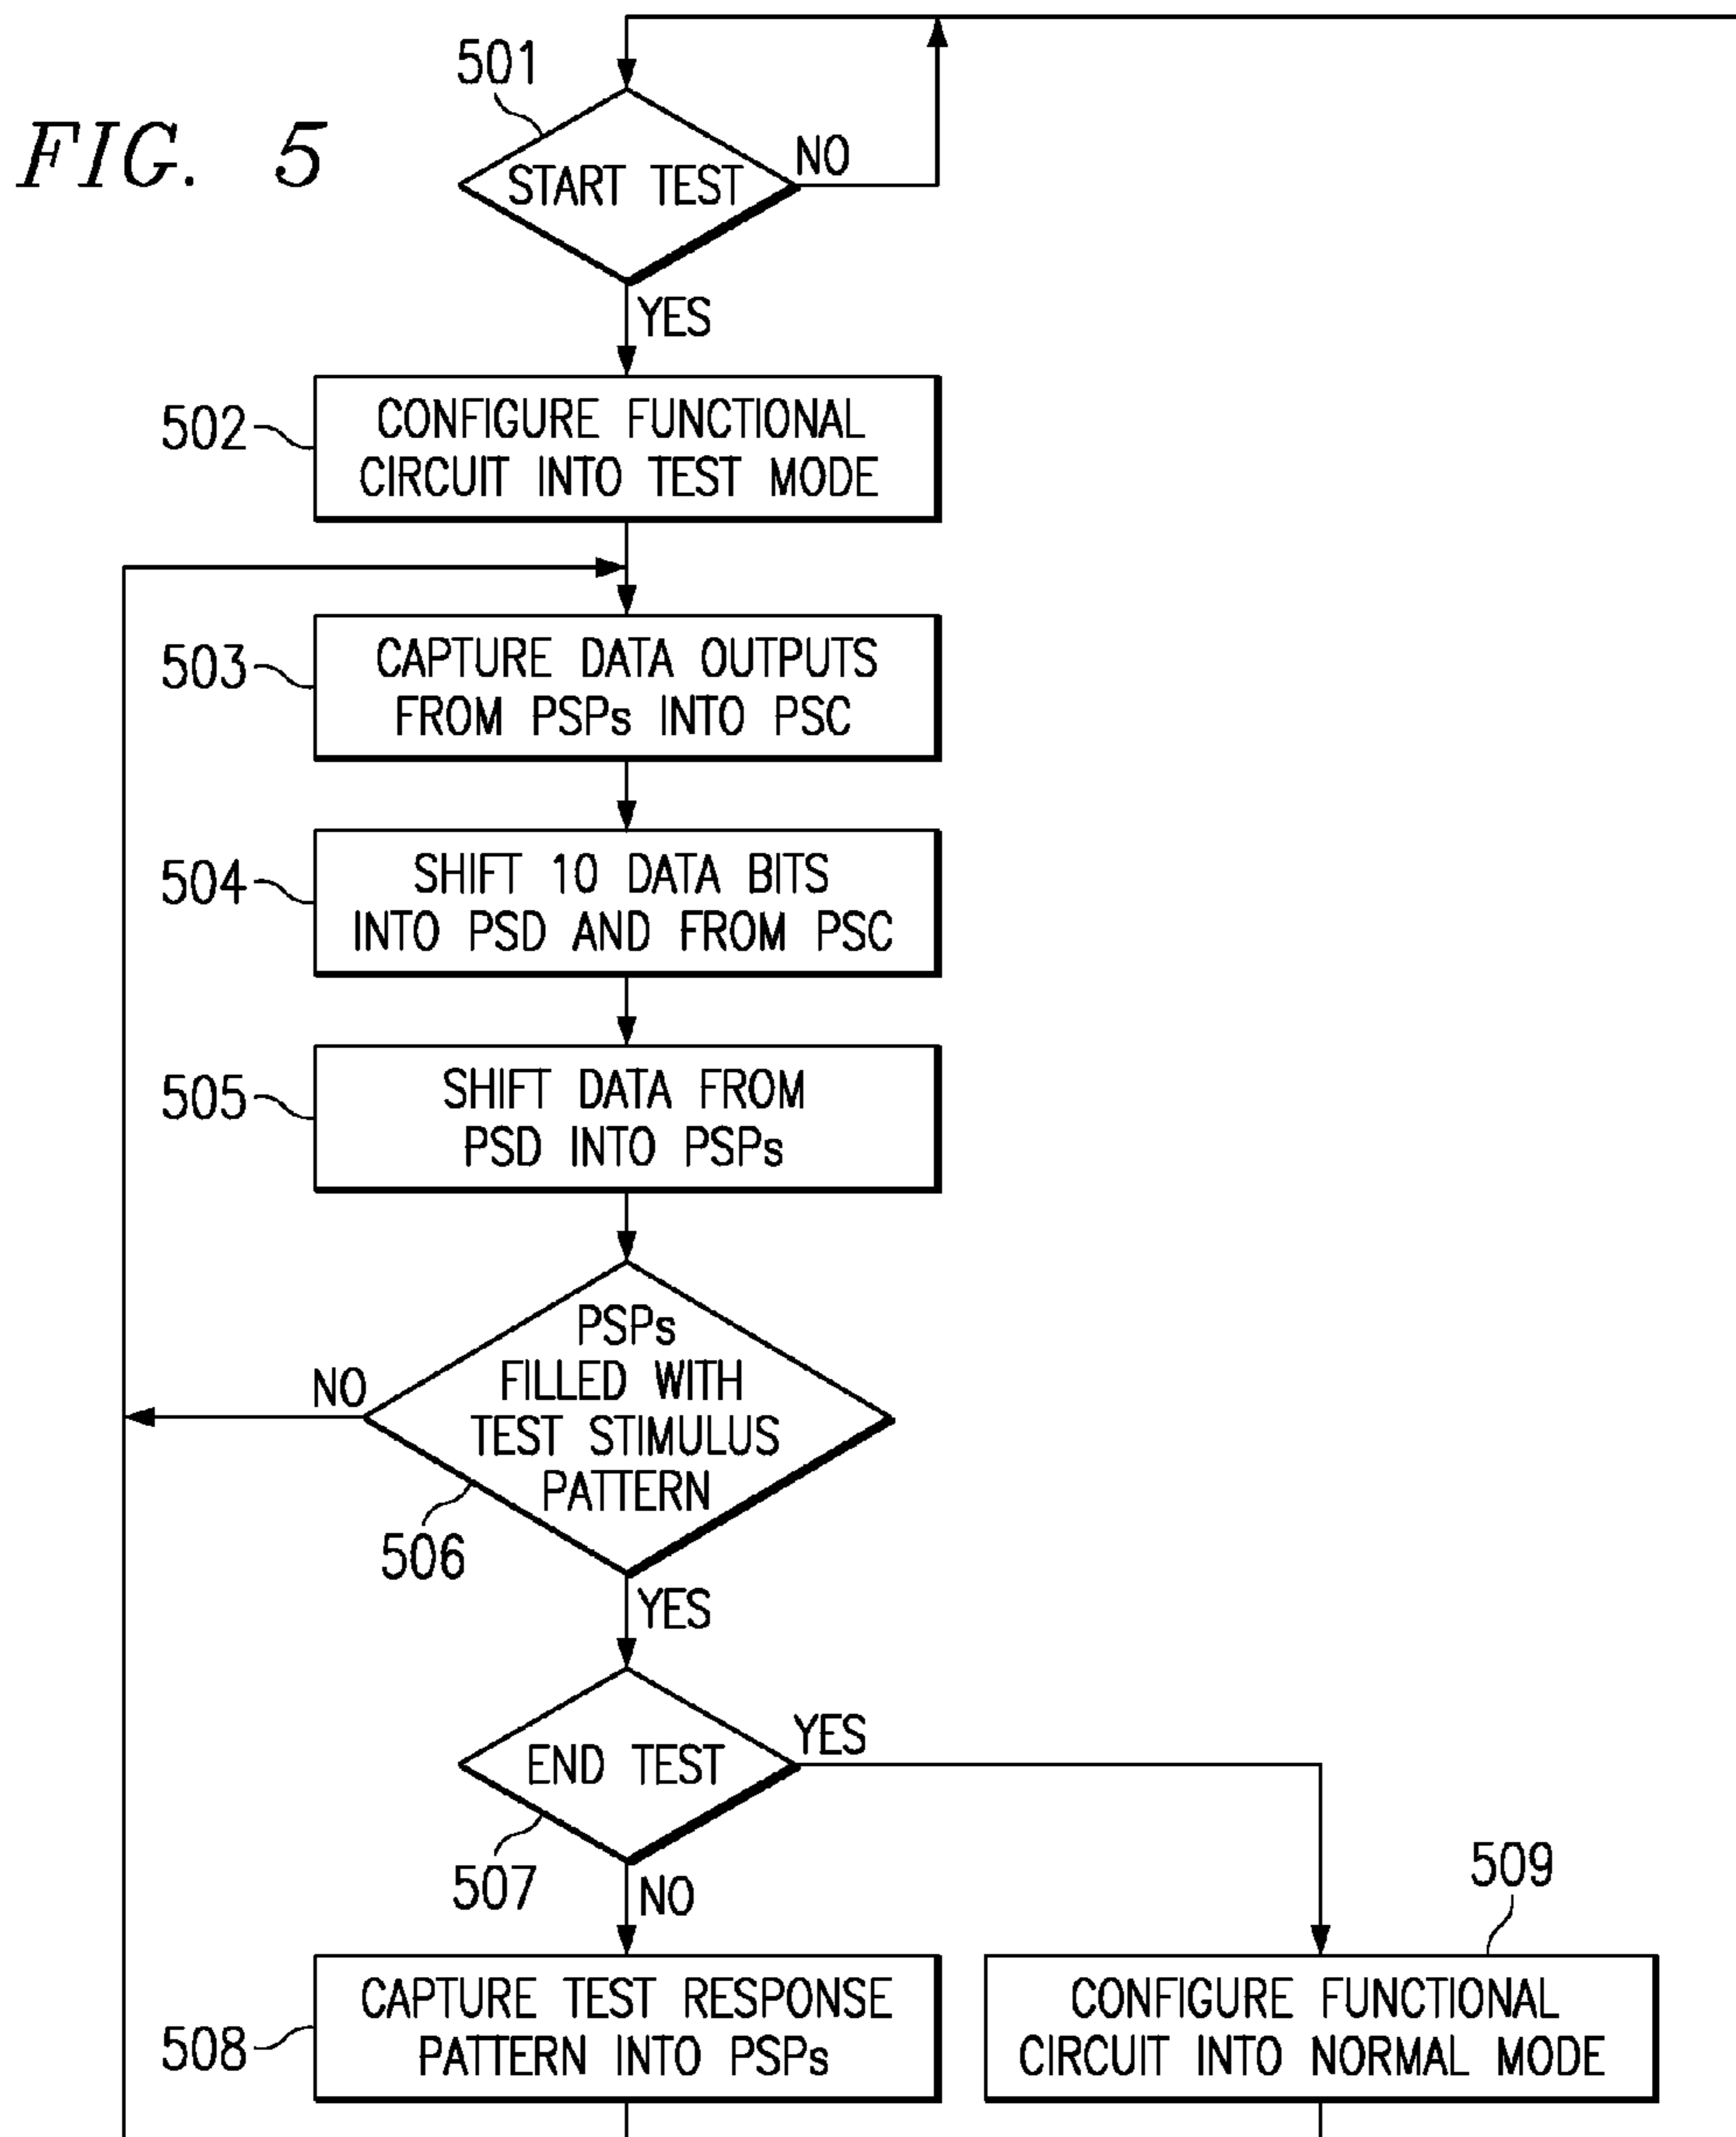 FIG. 5
501
START TEST
NO
YES
502
CONFIGURE FUNCTIONAL
CIRCUIT INTO TEST MODE
503
CAPTURE DATA OUTPUTS
FROM PSPs INTO PSC
504
SHIFT 10 DATA BITS
INTO PSD AND FROM PSC
505
SHIFT DATA FROM
PSD INTO PSPs
PSPs
FILLED WITH
TEST STIMULUS
PATTERN
NO
506
YES
END TEST
YES
507
NO
509
508
CAPTURE TEST RESPONSE
PATTERN INTO PSPs
CONFIGURE FUNCTIONAL
CIRCUIT INTO NORMAL MODE